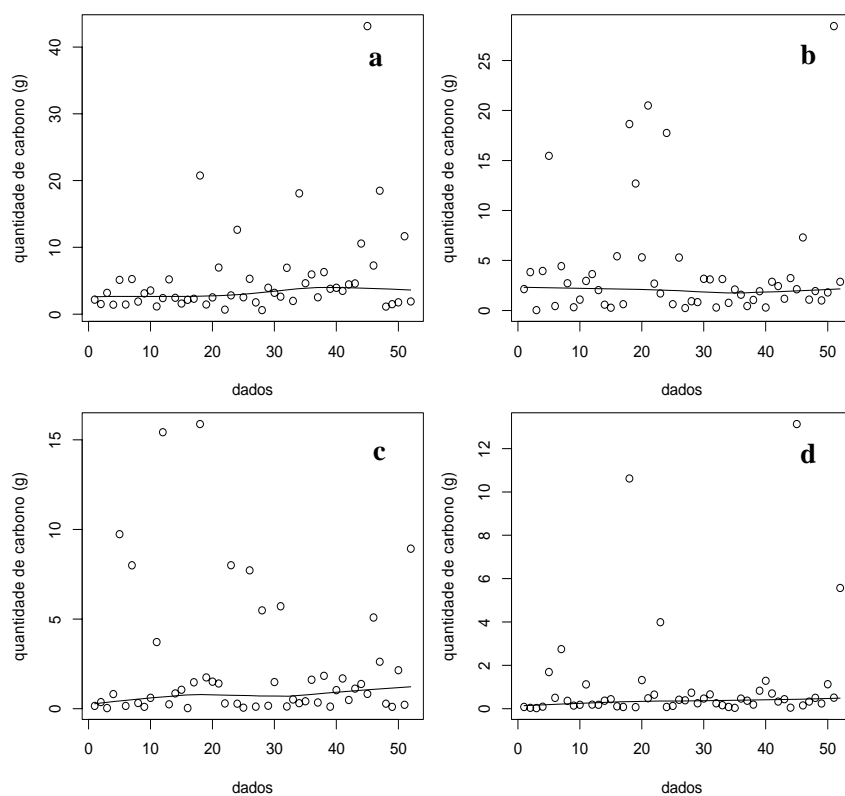 a
quantidade de carbono (g)
0 10 20 30 40
0 10 20 30 40 50
dados
b
quantidade de carbono (g)
0 5 10 15 20 25
0 10 20 30 40 50
dados
c
quantidade de carbono (g)
0 5 10 15
0 10 20 30 40 50
dados
d
quantidade de carbono (g)
0 2 4 6 8 10 12
0 10 20 30 40 50
dados